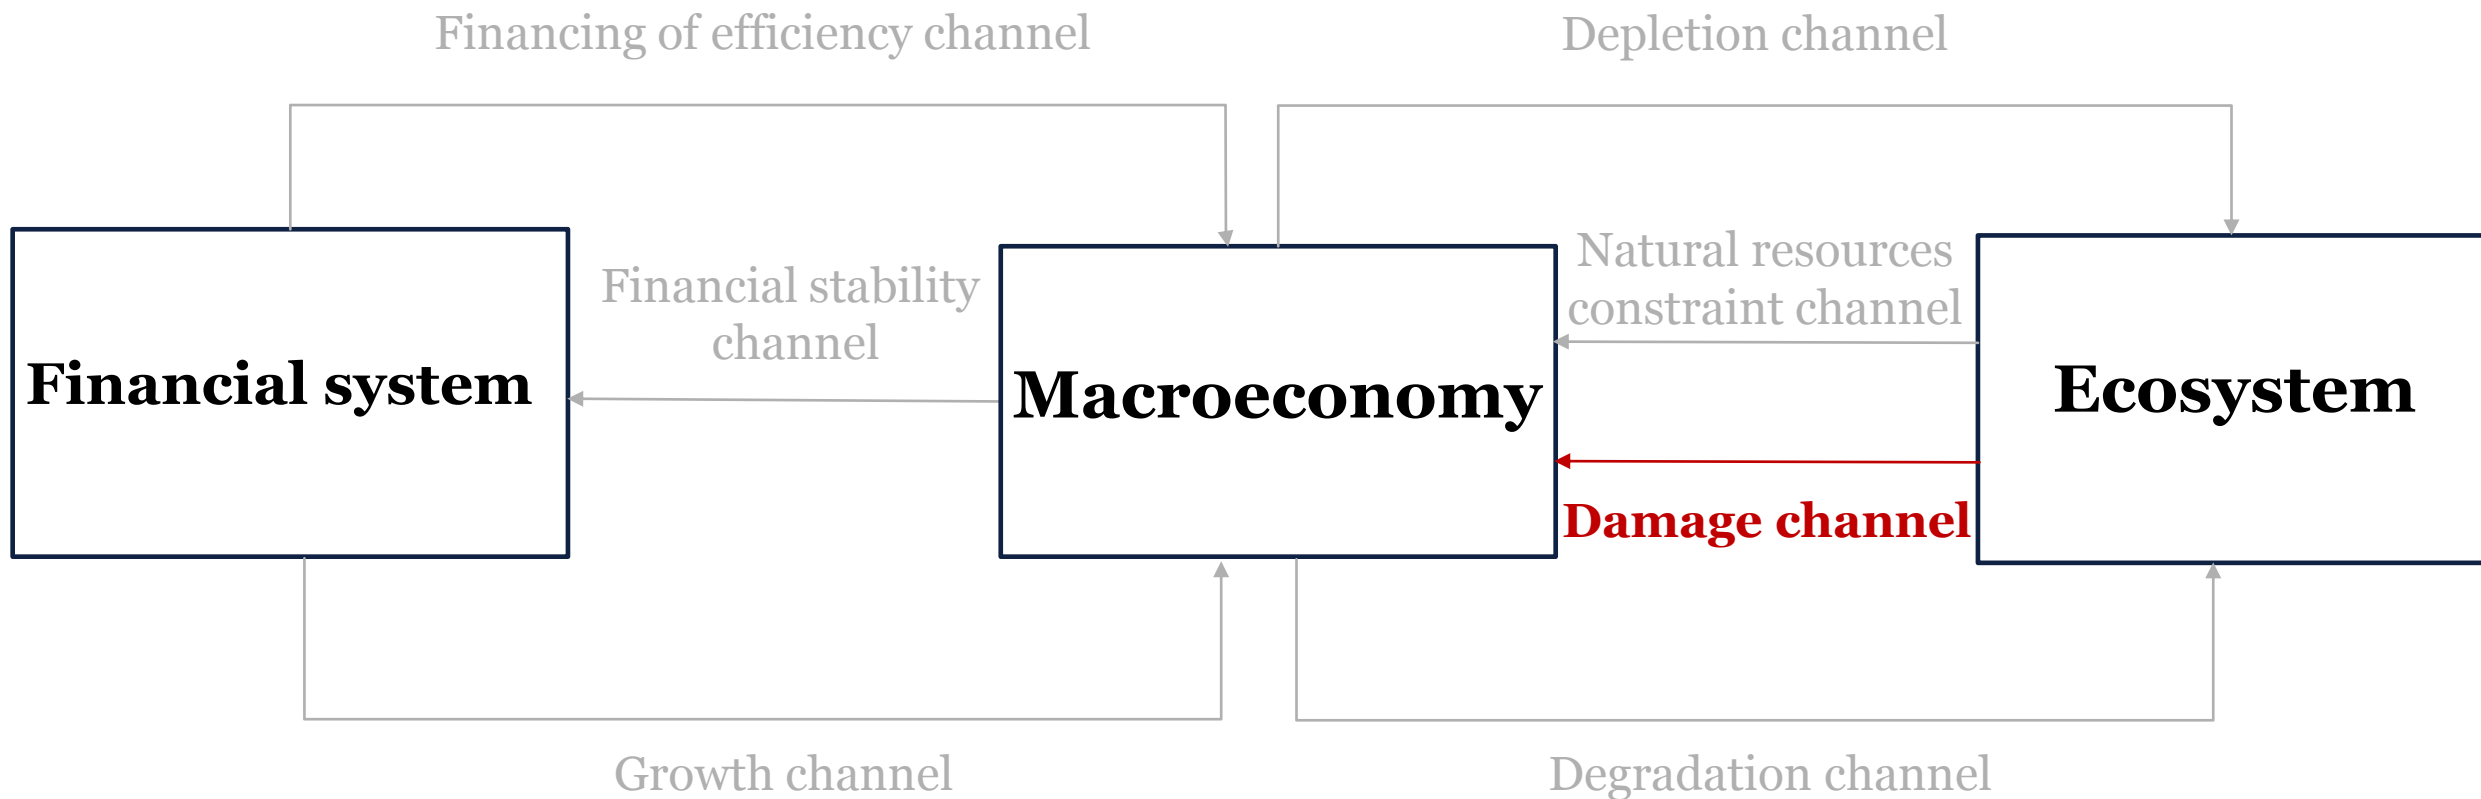 Financing of efficiency channel
Depletion channel
Financial system
Financial stability
channel
Macroeconomy
Natural resources
constraint channel
Damage channel
Ecosystem
Growth channel
Degradation channel